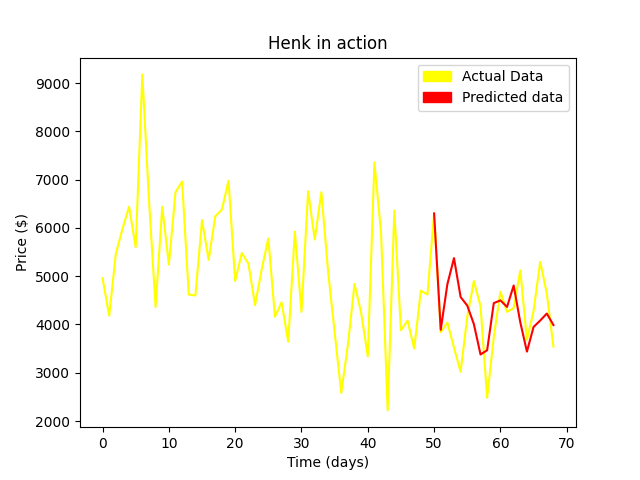 Henk in action
Actual Data
Predicted data
Price ($)
9000
8000
7000
6000
5000
4000
3000
2000
0 10 20 30 40 50 60 70
Time (days)